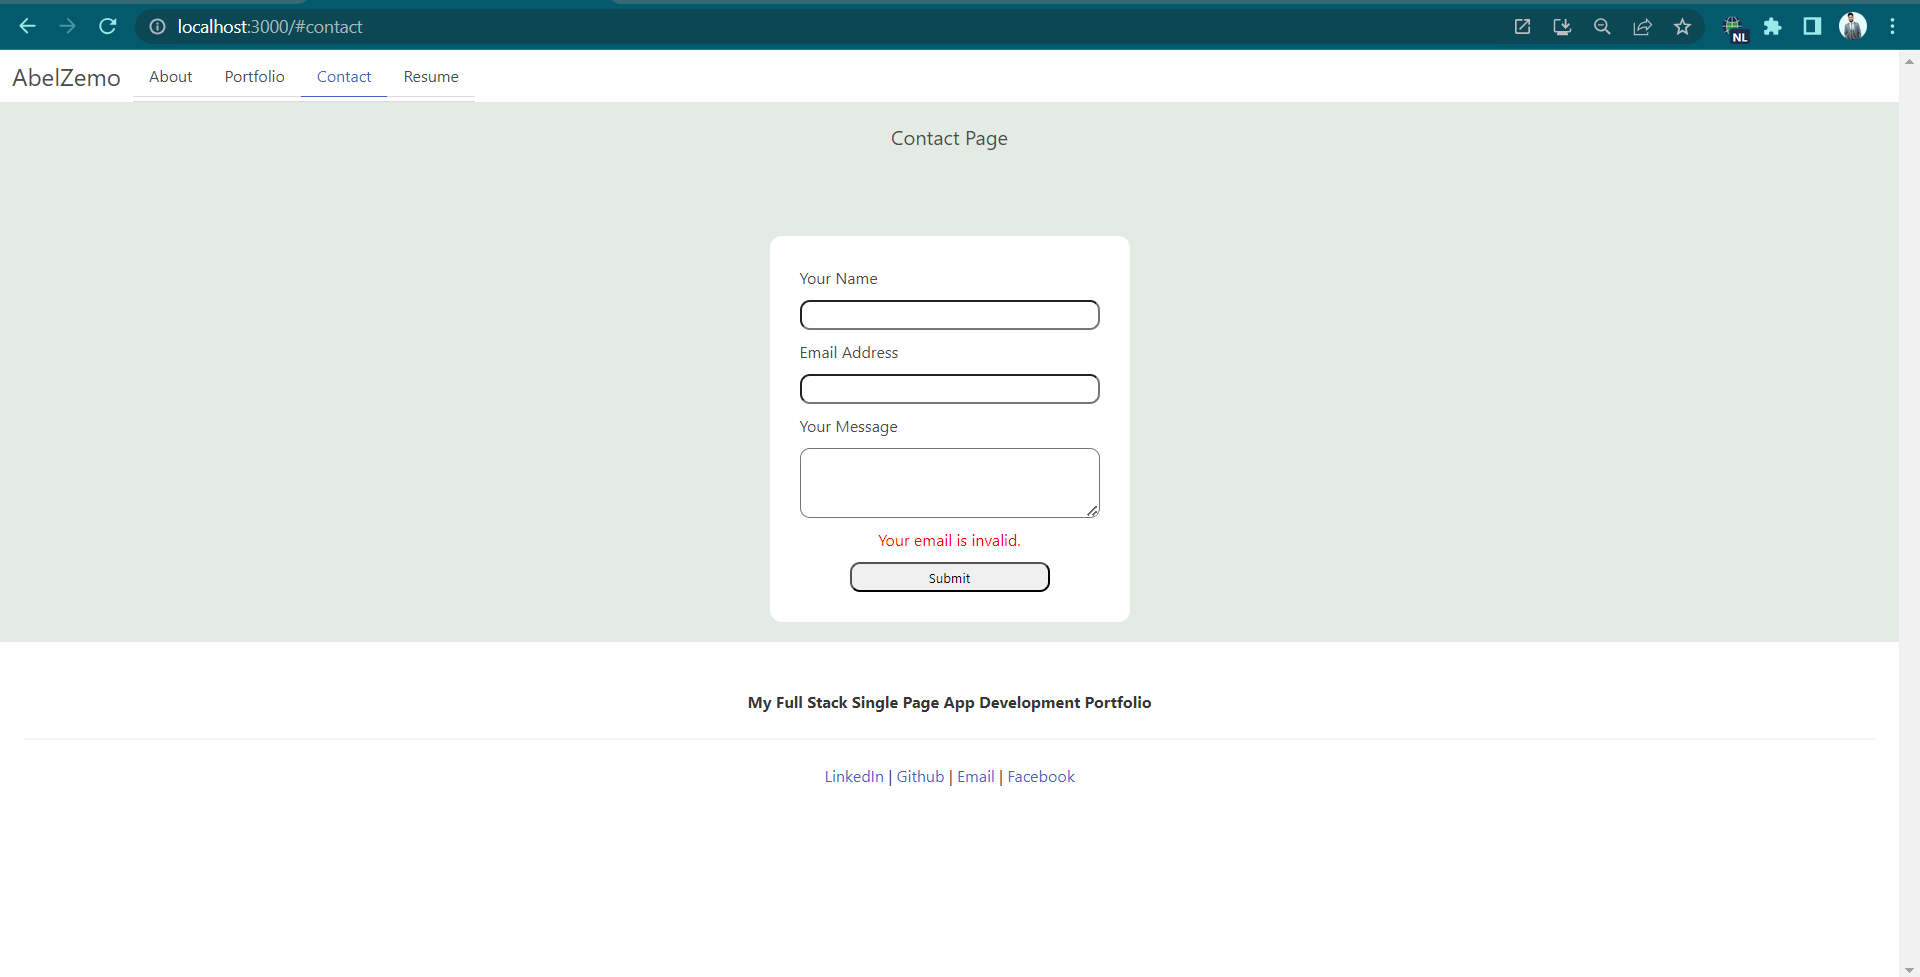 localhost:3000/#contact
NL
AbelZemo About Portfolio Contact Resume
Contact Page
Your Name
Email Address
Your Message
Your email is invalid.
Submit
My Full Stack Single Page App Development Portfolio
LinkedIn | Github | Email | Facebook